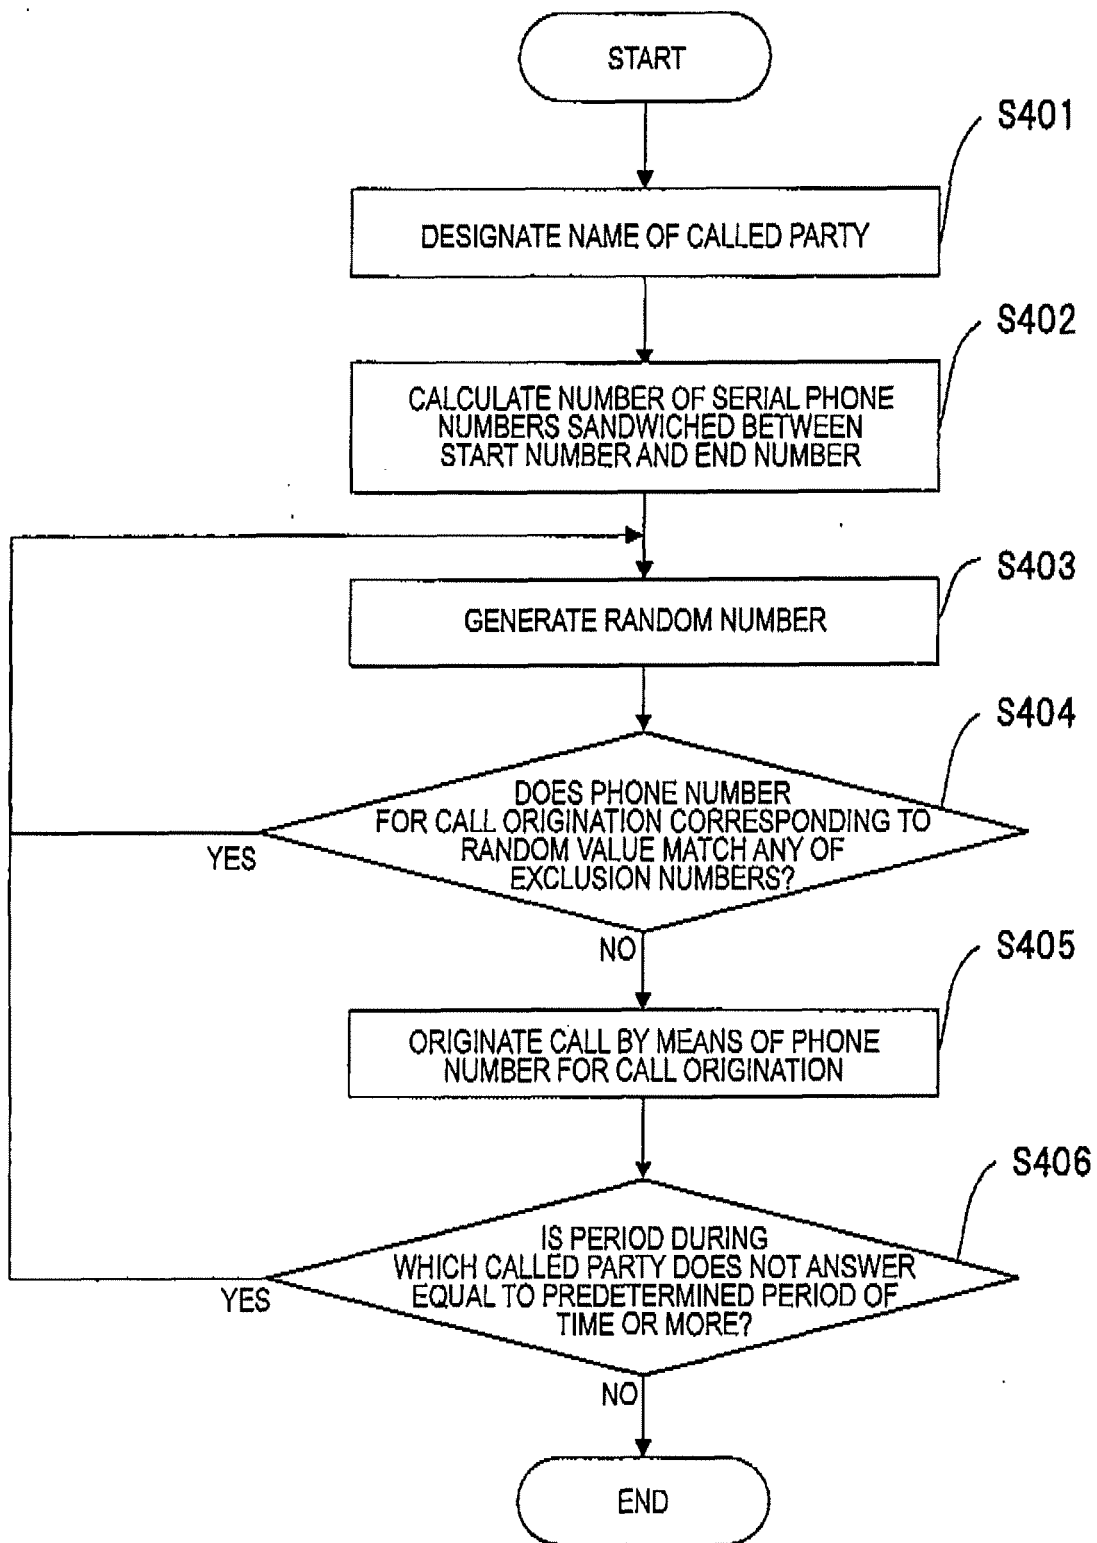 START
S401
DESIGNATE NAME OF CALLED PARTY
S402
CALCULATE NUMBER OF SERIAL PHONE
NUMBERS SANDWICHED BETWEEN
START NUMBER AND END NUMBER
S403
GENERATE RANDOM NUMBER
S404
DOES PHONE NUMBER
FOR CALL ORIGINATION CORRESPONDING TO
RANDOM VALUE MATCH ANY OF
EXCLUSION NUMBERS?
YES
NO
S405
ORIGINATE CALL BY MEANS OF PHONE
NUMBER FOR CALL ORIGINATION
S406
IS PERIOD DURING
WHICH CALLED PARTY DOES NOT ANSWER
EQUAL TO PREDETERMINED PERIOD OF
TIME OR MORE?
YES
NO
END